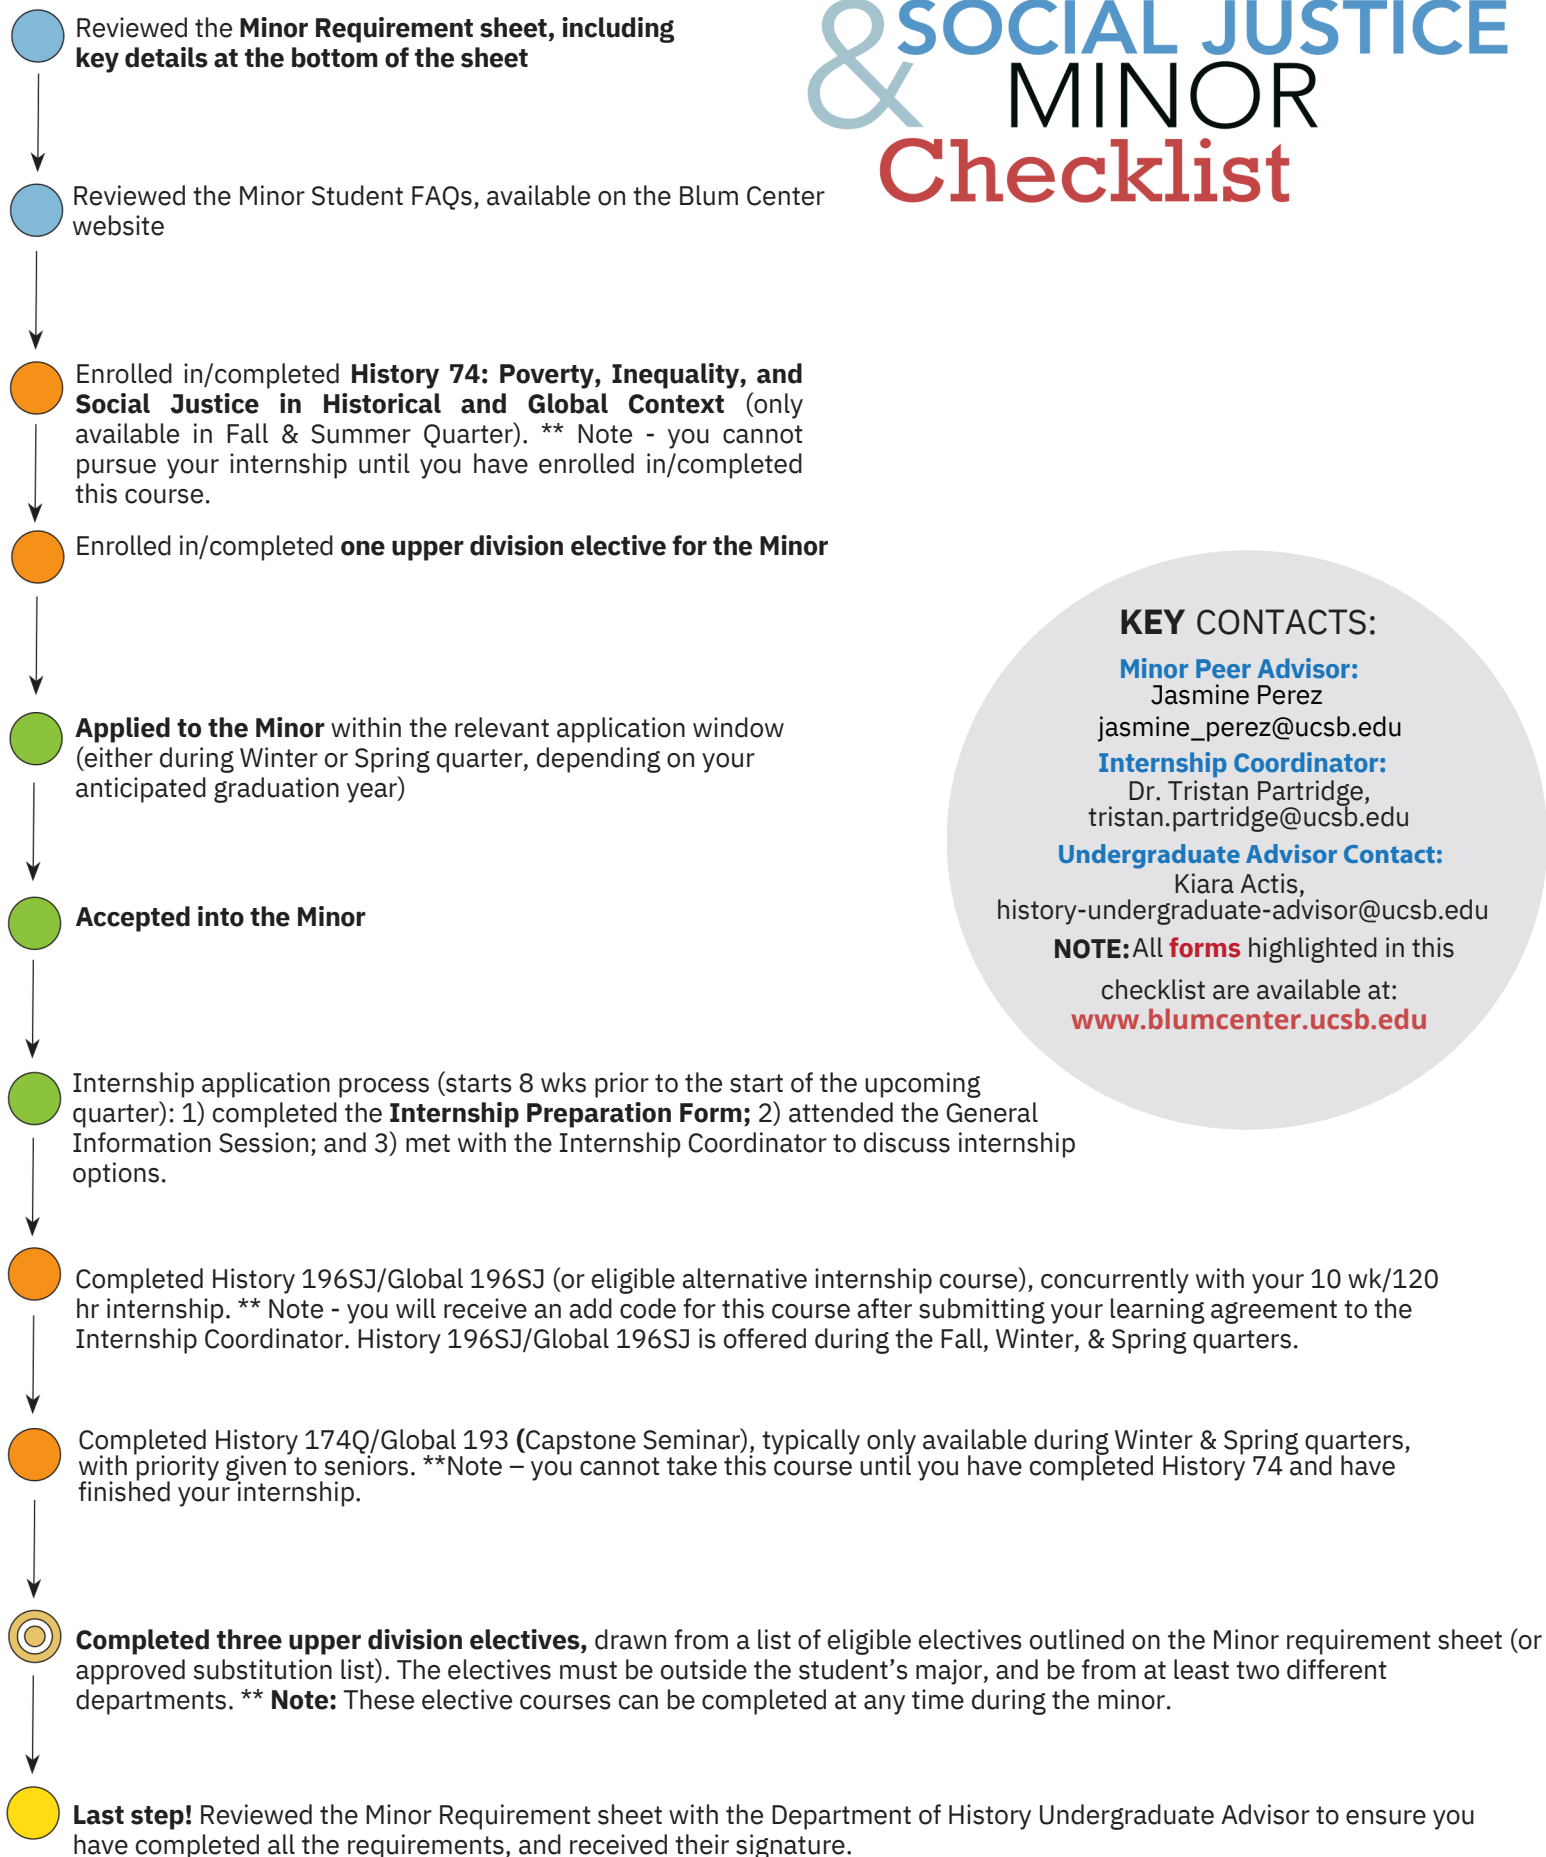 & SOCIAL JUSTICE
MINOR
Checklist
Reviewed the Minor Requirement sheet, including
key details at the bottom of the sheet
Reviewed the Minor Student FAQs, available on the Blum Center
website
Enrolled in/completed History 74: Poverty, Inequality, and
Social Justice in Historical and Global Context (only
available in Fall & Summer Quarter). ** Note - you cannot
pursue your internship until you have enrolled in/completed
this course.
Enrolled in/completed one upper division elective for the Minor
Applied to the Minor within the relevant application window
(either during Winter or Spring quarter, depending on your
anticipated graduation year)
Accepted into the Minor
KEY CONTACTS:
Minor Peer Advisor:
Jasmine Perez
jasmine_perez@ucsb.edu
Internship Coordinator:
Dr. Tristan Partridge,
tristan.partridge@ucsb.edu
Undergraduate Advisor Contact:
Kiara Actis,
history-undergraduate-advisor@ucsb.edu
NOTE: All forms highlighted in this
checklist are available at:
www.blumcenter.ucsb.edu
Internship application process (starts 8 wks prior to the start of the upcoming
quarter): 1) completed the Internship Preparation Form; 2) attended the General
Information Session; and 3) met with the Internship Coordinator to discuss internship
options.
Completed History 196SJ/Global 196SJ (or eligible alternative internship course), concurrently with your 10 wk/120
hr internship. ** Note - you will receive an add code for this course after submitting your learning agreement to the
Internship Coordinator. History 196SJ/Global 196SJ is offered during the Fall, Winter, & Spring quarters.
Completed History 174Q/Global 193 (Capstone Seminar), typically only available during Winter & Spring quarters,
with priority given to seniors. **Note – you cannot take this course until you have completed History 74 and have
finished your internship.
Completed three upper division electives, drawn from a list of eligible electives outlined on the Minor requirement sheet (or
approved substitution list). The electives must be outside the student's major, and be from at least two different
departments. ** Note: These elective courses can be completed at any time during the minor.
Last step! Reviewed the Minor Requirement sheet with the Department of History Undergraduate Advisor to ensure you
have completed all the requirements, and received their signature.